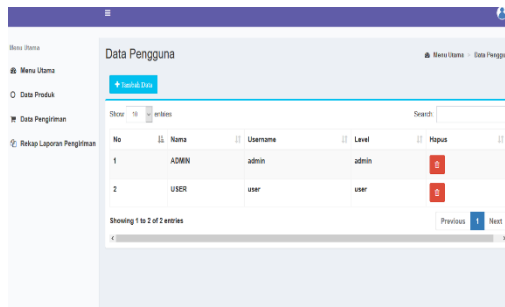 Menu Utama
Menu Utama
Data Produk
Data Pengiriman
Rekap Laporan Pengiriman
Data Pengguna
Menu Utama > Data Penggu
+ Tambah Data
Show 10 entries
Search
No Nama Username Level Hapus
1 ADMIN admin admin
2 USER user user
Showing 1 to 2 of 2 entries
Previous 1 Next